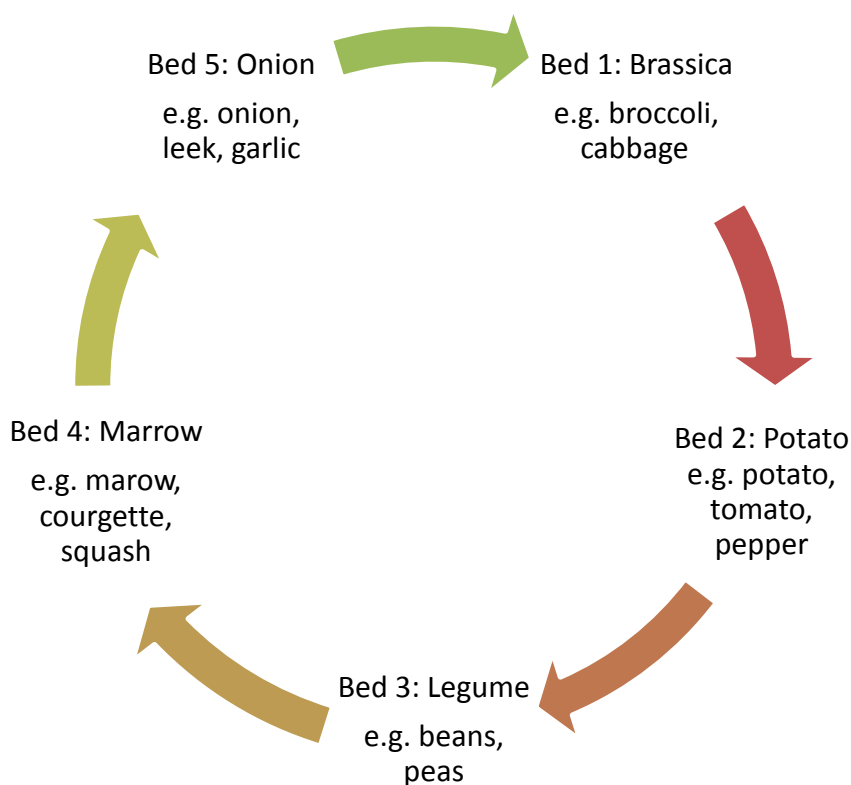 Bed 1: Brassica
e.g. broccoli,
cabbage
Bed 2: Potato
e.g. potato,
tomato,
pepper
Bed 3: Legume
e.g. beans,
peas
Bed 4: Marrow
e.g. marow,
courgette,
squash
Bed 5: Onion
e.g. onion,
leek, garlic